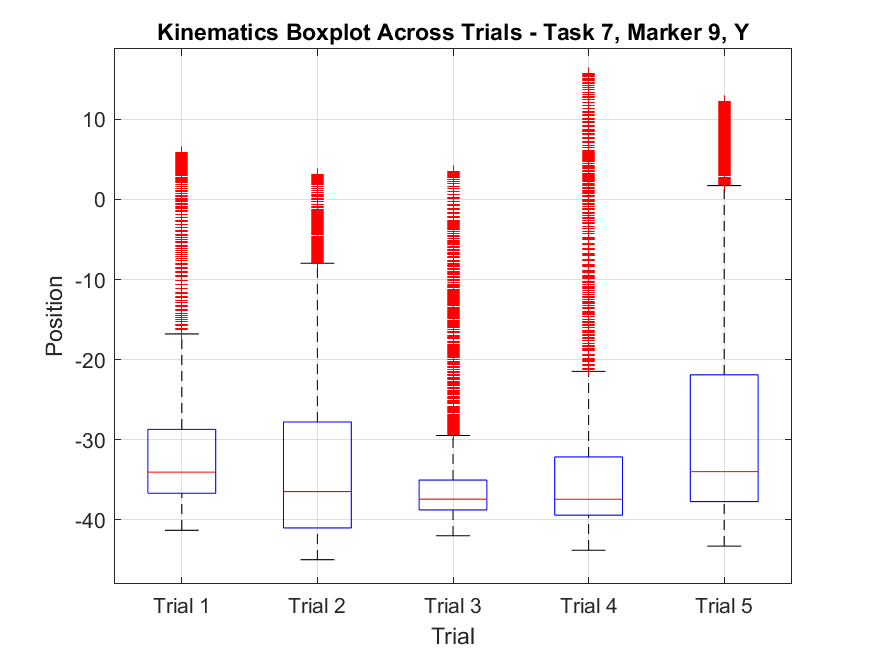 Kinematics Boxplot Across Trials - Task 7, Marker 9, Y
Position
10
0
-10
-20
-30
-40
Trial 1 Trial 2 Trial 3 Trial 4 Trial 5
Trial